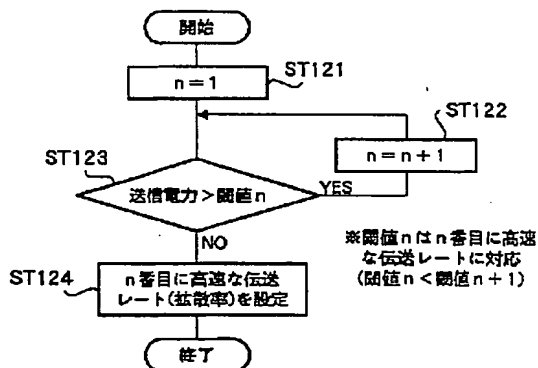 開始
n=1
ST121
ST122
n=n+1
ST123
送信電力>閾値n
YES
NO
※閾値nはn番目に高速
な伝送レートに対応
(閾値n<閾値n+1)
ST124
n番目に高速な伝送
レート(拡散率)を設定
終了